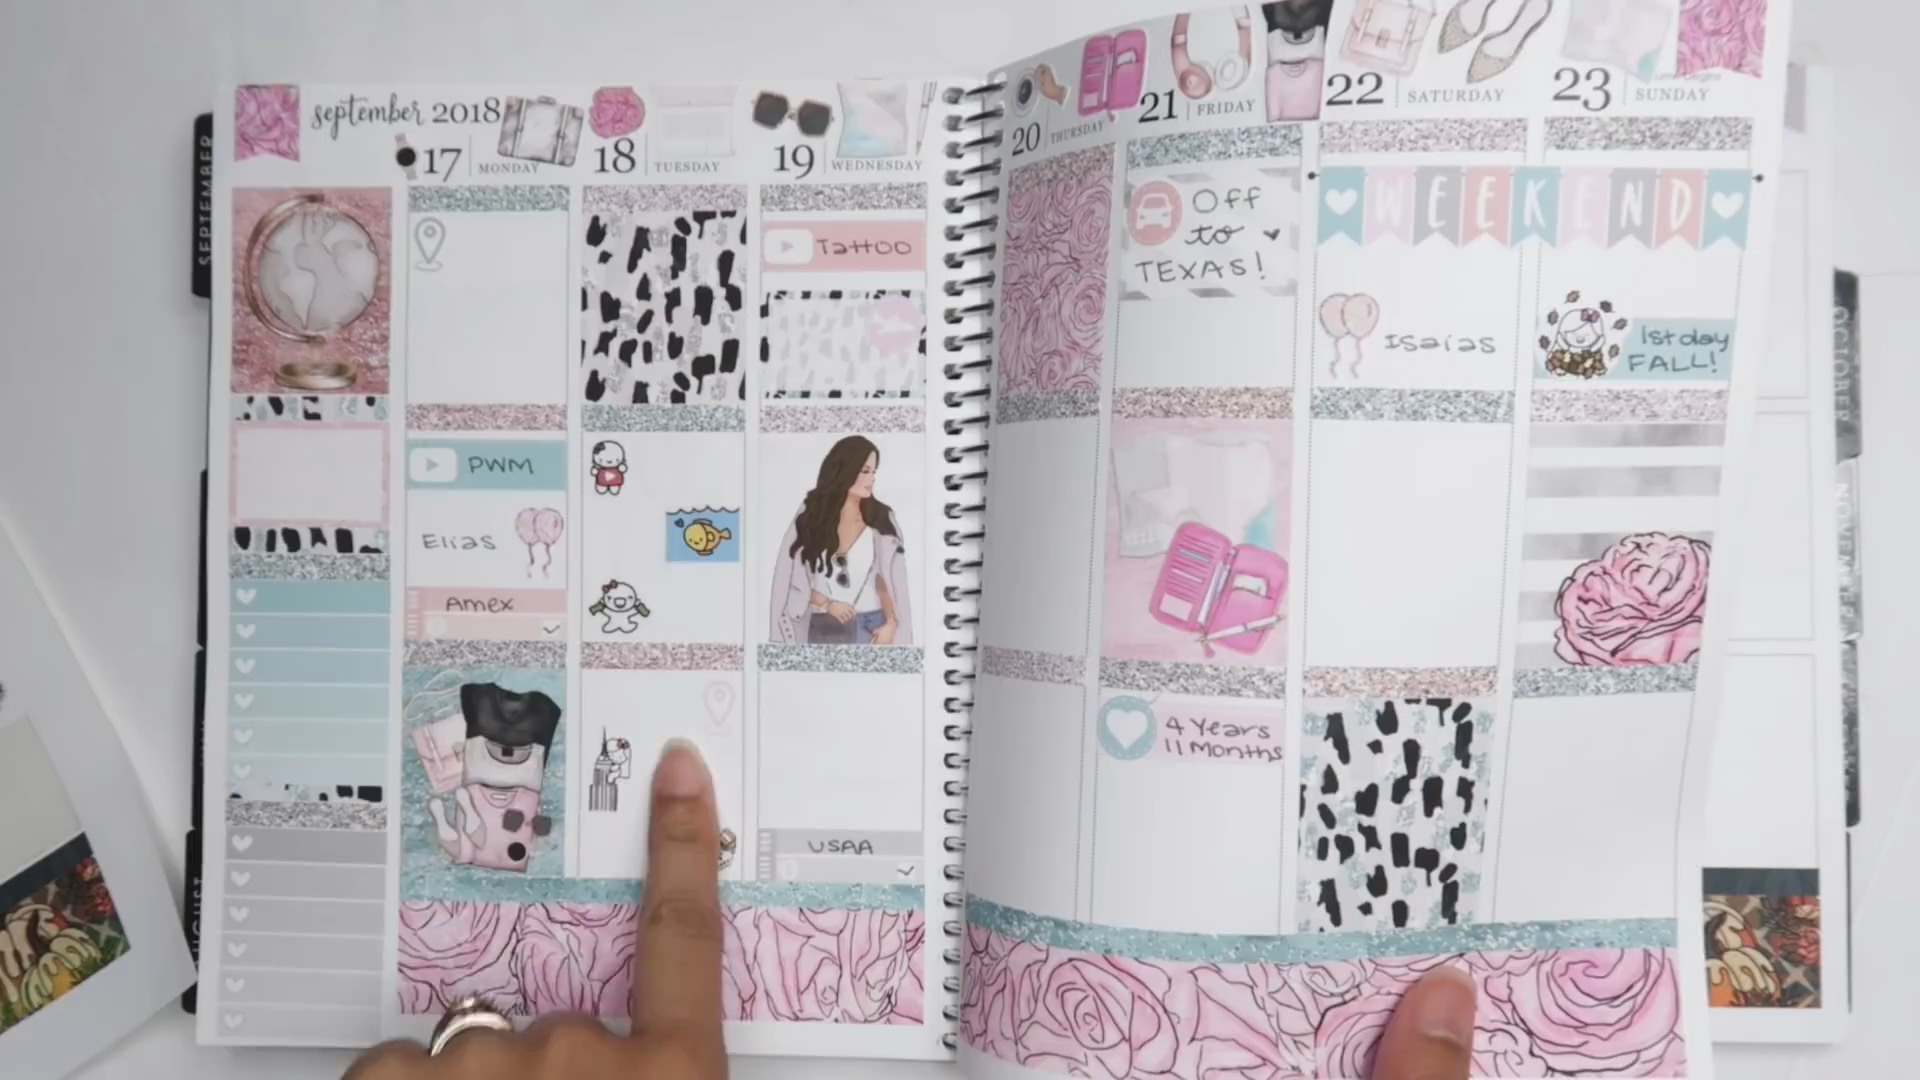 september 2018
17 MONDAY
18 TUESDAY
19 WEDNESDAY
PWM
Elias
Amex
Tattoo
USAA
20 THURSDAY
21 FRIDAY
22 SATURDAY
23 SUNDAY
Off
to
TEXAS!
4 Years
11 Months
WEEKEND
Isaias
1st day
FALL!
SEPTEMBER
OCTOBER
NOVEMBER